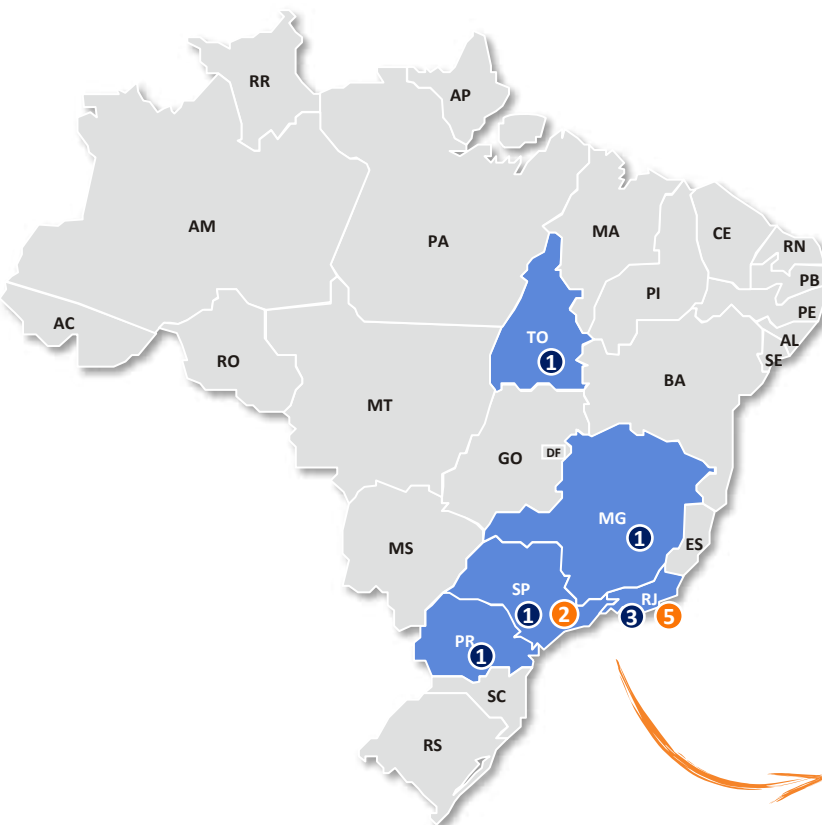 RR
AP
AM
PA
MA
CE
RN
PB
PI
PE
AC
TO
AL
RO
1
SE
BA
MT
GO
DF
MG
1
MS
ES
SP
RJ
1
2
3
5
PR
1
SC
RS